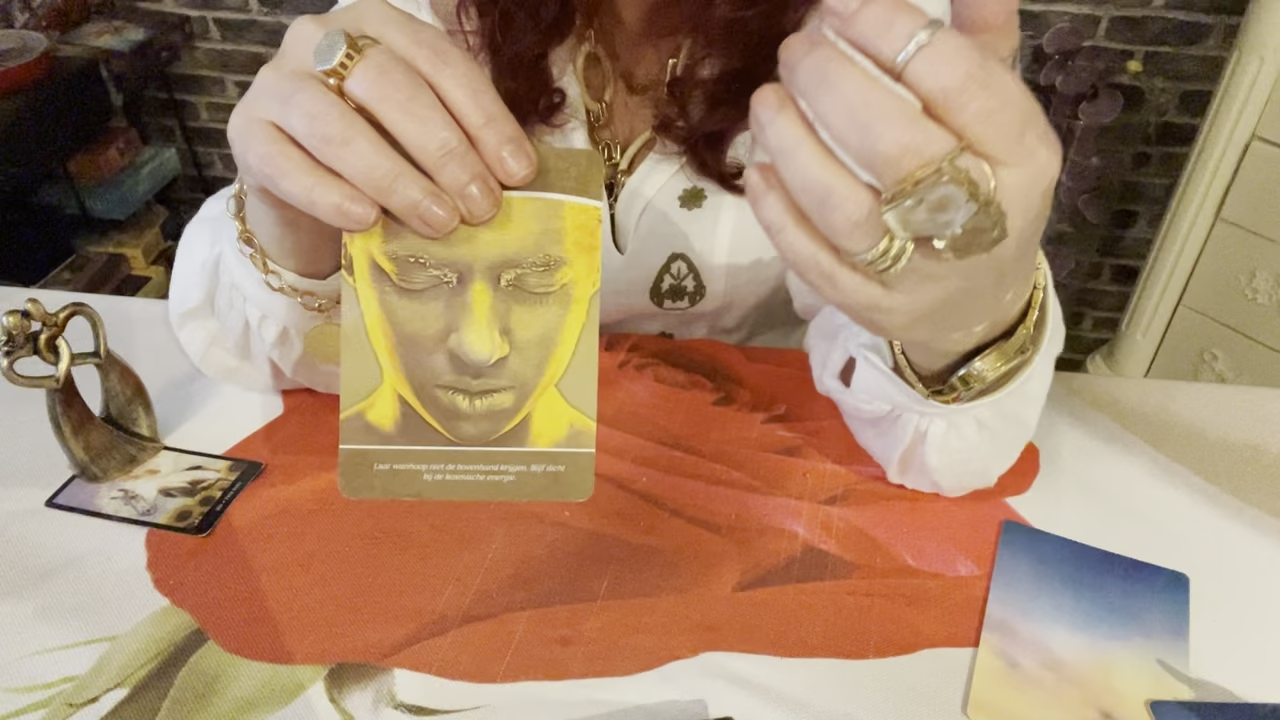 Laat wanhoop niet de bovenhand krijgen. Blijf dicht
bij de kosmische energie.